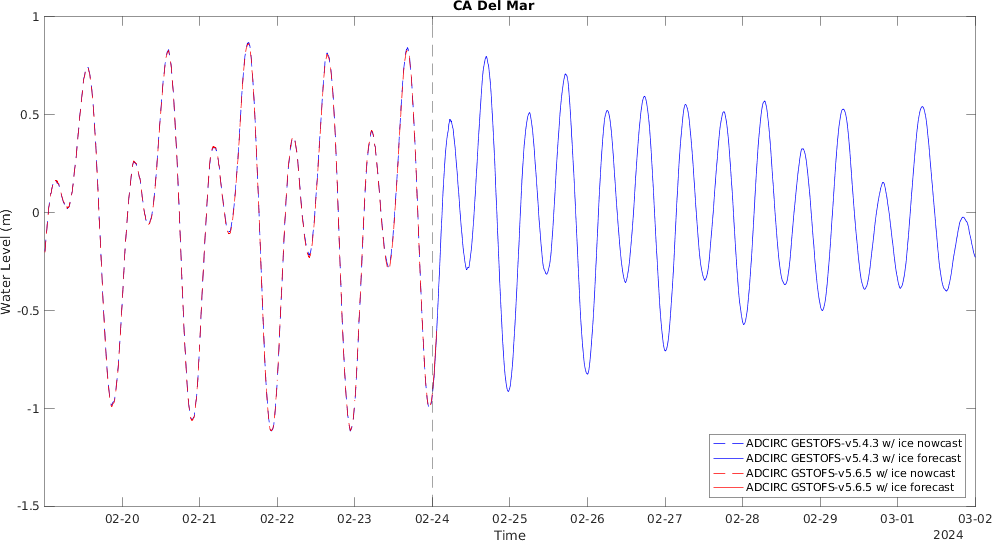 CA Del Mar
1
0.5
0
-0.5
-1
-1.5
Water Level (m)
02-20 02-21 02-22 02-23 02-24 02-25 02-26 02-27 02-28 02-29 03-01 03-02
Time
2024
ADCIRC GESTOFS-v5.4.3 w/ ice nowcast
ADCIRC GESTOFS-v5.4.3 w/ ice forecast
ADCIRC GSTOFS-v5.6.5 w/ ice nowcast
ADCIRC GSTOFS-v5.6.5 w/ ice forecast